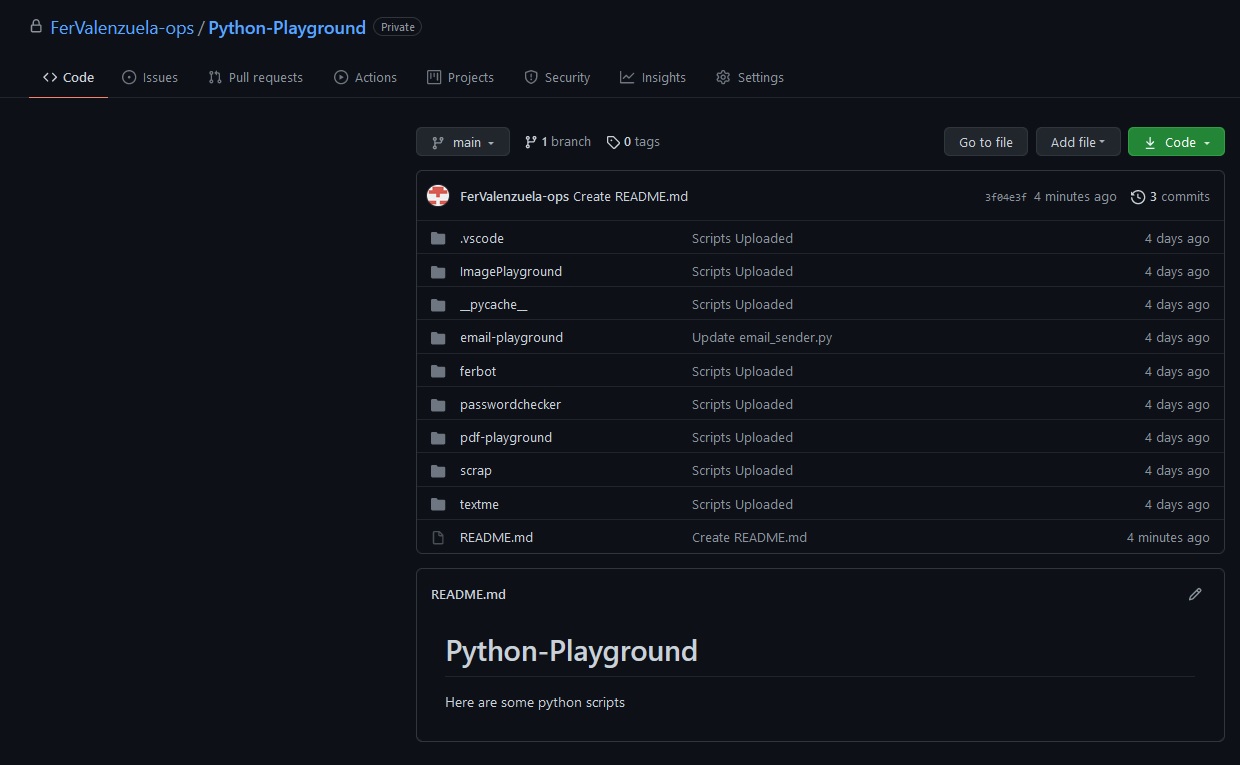 FerValenzuela-ops / Python-Playground Private
Code Issues Pull requests Actions Projects Security Insights Settings
main 1 branch 0 tags Go to file Add file Code
FerValenzuela-ops Create README.md 3f04e3f 4 minutes ago 3 commits
.vscode Scripts Uploaded 4 days ago
ImagePlayground Scripts Uploaded 4 days ago
__pycache__ Scripts Uploaded 4 days ago
email-playground Update email_sender.py 4 days ago
ferbot Scripts Uploaded 4 days ago
passwordchecker Scripts Uploaded 4 days ago
pdf-playground Scripts Uploaded 4 days ago
scrap Scripts Uploaded 4 days ago
textme Scripts Uploaded 4 days ago
README.md Create README.md 4 minutes ago
README.md
Python-Playground
Here are some python scripts